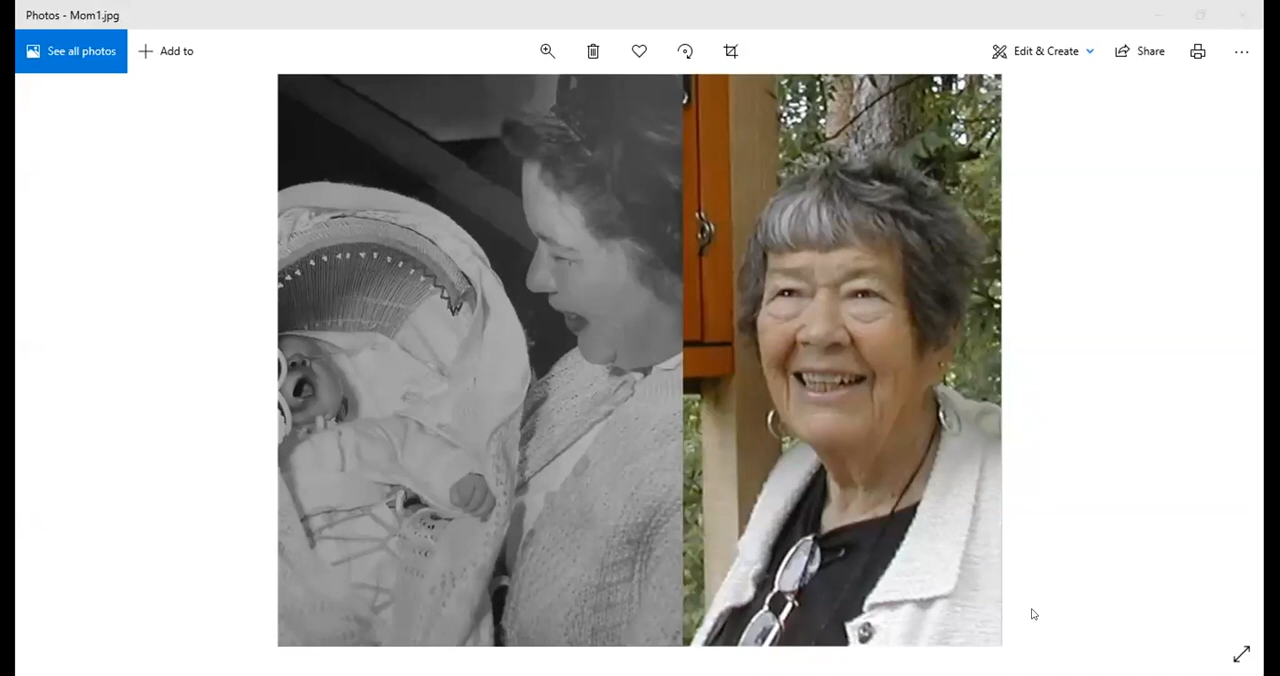 Photos - Mom1.jpg
See all photos
Add to
Edit & Create
Share